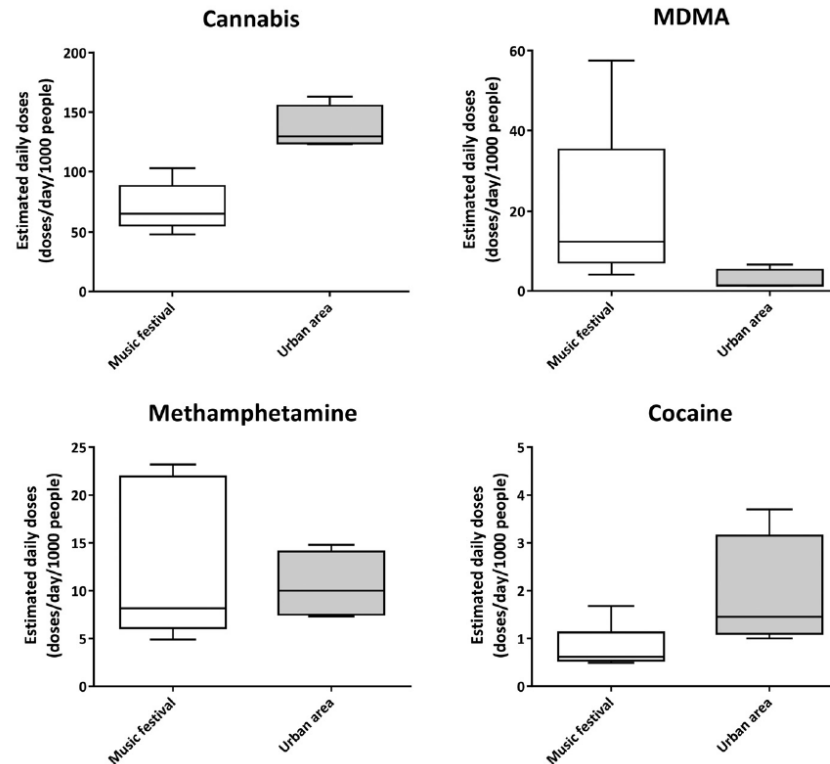 Cannabis
Estimated daily doses
(doses/day/1000 people)
200
150
100
50
0
Music festival
Urban area
MDMA
Estimated daily doses
(doses/day/1000 people)
60
40
20
0
Music festival
Urban area
Methamphetamine
Estimated daily doses
(doses/day/1000 people)
25
20
15
10
5
0
Music festival
Urban area
Cocaine
Estimated daily doses
(doses/day/1000 people)
5
4
3
2
1
0
Music festival
Urban area